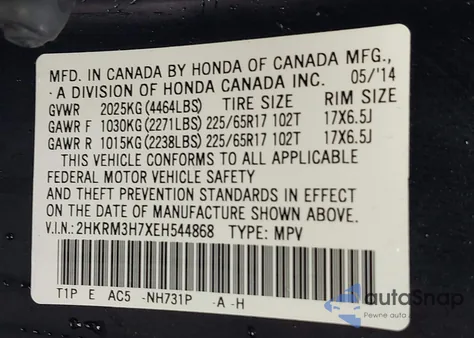 MFD. IN CANADA BY HONDA OF CANADA MFG.,
A DIVISION OF HONDA CANADA INC. 05/'14
GVWR 2025KG (4464LBS) TIRE SIZE RIM SIZE
GAWR F 1030KG (2271LBS) 225/65R17 102T 17X6.5J
GAWR R 1015KG (2238LBS) 225/65R17 102T 17X6.5J
THIS VEHICLE CONFORMS TO ALL APPLICABLE
FEDERAL MOTOR VEHICLE SAFETY
AND THEFT PREVENTION STANDARDS IN EFFECT
ON THE DATE OF MANUFACTURE SHOWN ABOVE.
V.I.N.: 2HKRM3H7XEH544868 TYPE: MPV
T1P E AC5 -NH731P -A -H
autoSnap
Pewne auto